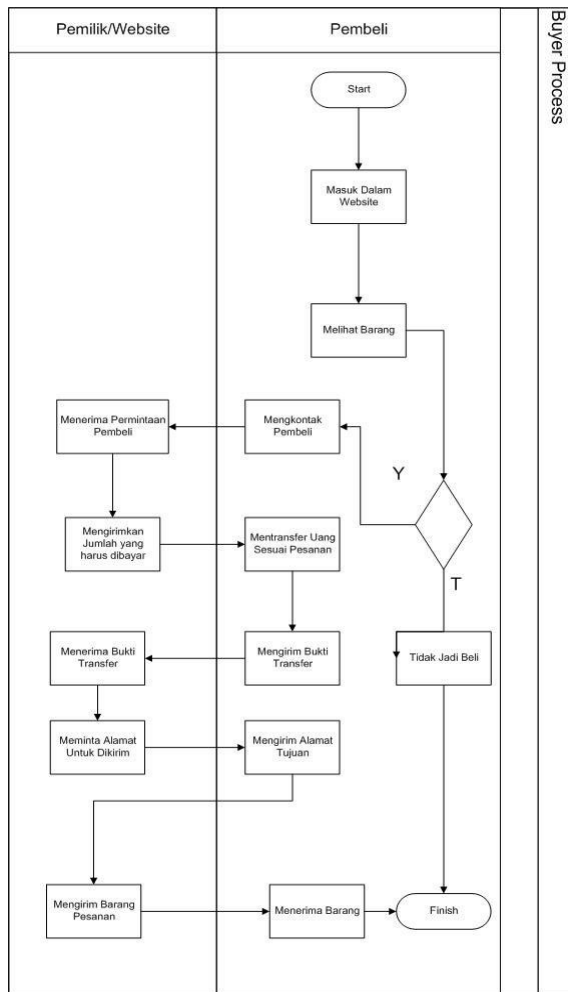 Pemilik/Website
Pembeli
Buyer Process
Start
Masuk Dalam
Website
Melihat Barang
Menerima Permintaan
Pembeli
Mengkontak
Pembeli
Y
Mengirimkan
Jumlah yang
harus dibayar
Mentransfer Uang
Sesuai Pesanan
T
Menerima Bukti
Transfer
Mengirim Bukti
Transfer
Tidak Jadi Beli
Meminta Alamat
Untuk Dikirim
Mengirim Alamat
Tujuan
Mengirim Barang
Pesanan
Menerima Barang
Finish